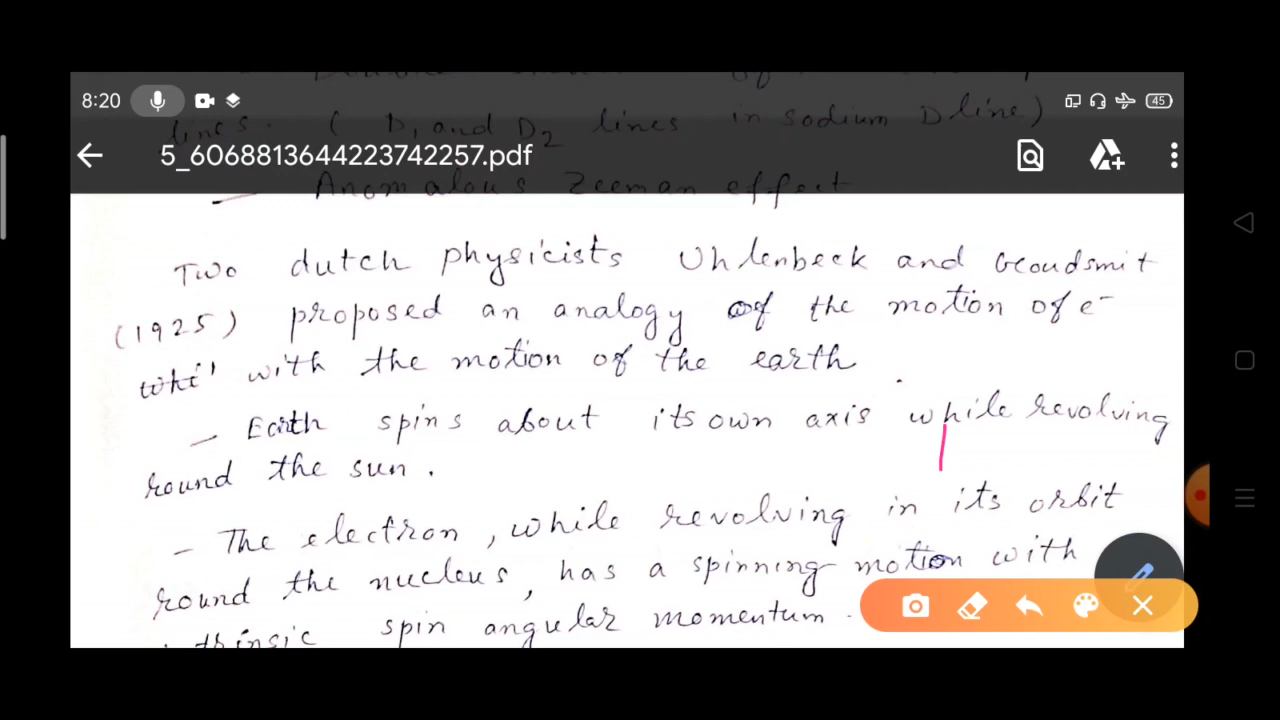 8:20
45
lines. ( D1 and D2 lines in sodium D line)
5_6068813644223742257.pdf
— Anomalous Zeeman effect
Two dutch physicists Uhlenbeck and Goudsmit
(1925) proposed an analogy of the motion of e-
with the motion of the earth
— Earth spins about its own axis while revolving
round the sun.
— The electron, while revolving in its orbit
round the nucleus, has a spinning motion with
intrinsic spin angular momentum.